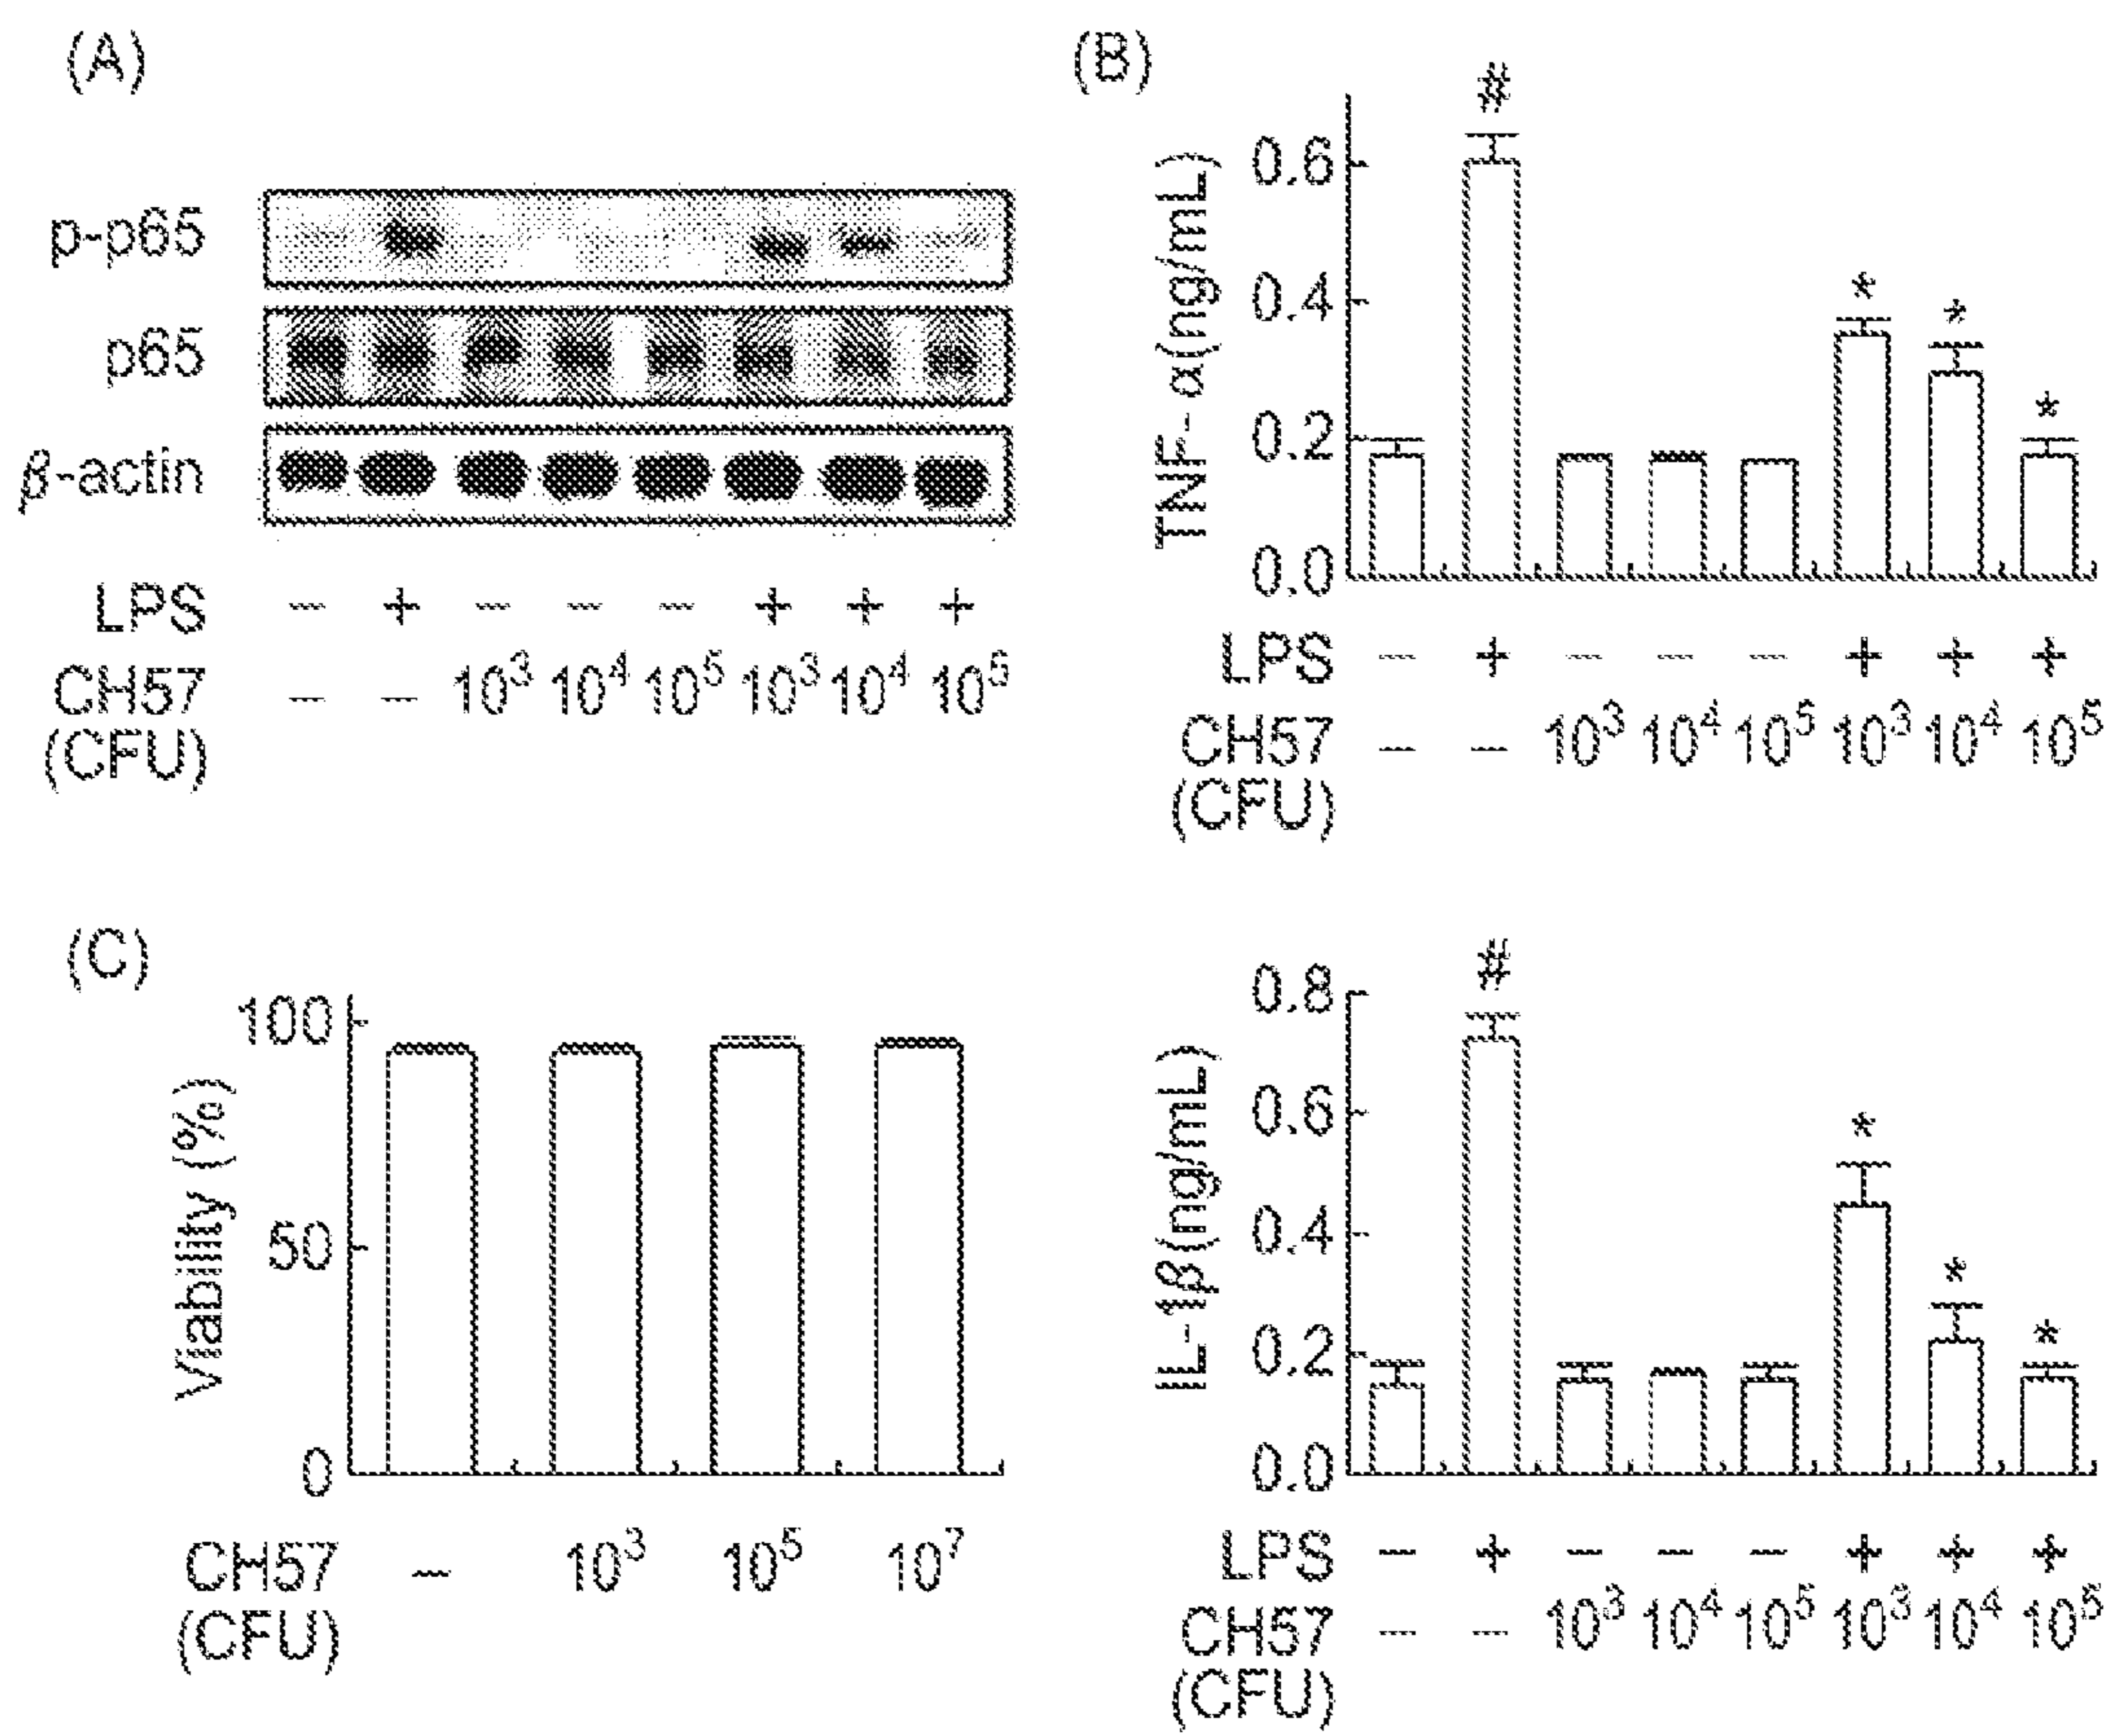 (A)
p-p65
p65
β-actin
LPS − + − − − + + +
CH57 − − 10³ 10⁴ 10⁵ 10³ 10⁴ 10⁵
(CFU)
(B)
#
0.6
0.4
0.2
0.0
TNF-α(ng/mL)
* * *
LPS − + − − − + + +
CH57 − − 10³ 10⁴ 10⁵ 10³ 10⁴ 10⁵
(CFU)
(C)
100
50
0
Viability (%)
CH57 − 10³ 10⁵ 10⁷
(CFU)
#
0.8
0.6
0.4
0.2
0.0
IL-1β(ng/mL)
* * *
LPS − + − − − + + +
CH57 − − 10³ 10⁴ 10⁵ 10³ 10⁴ 10⁵
(CFU)